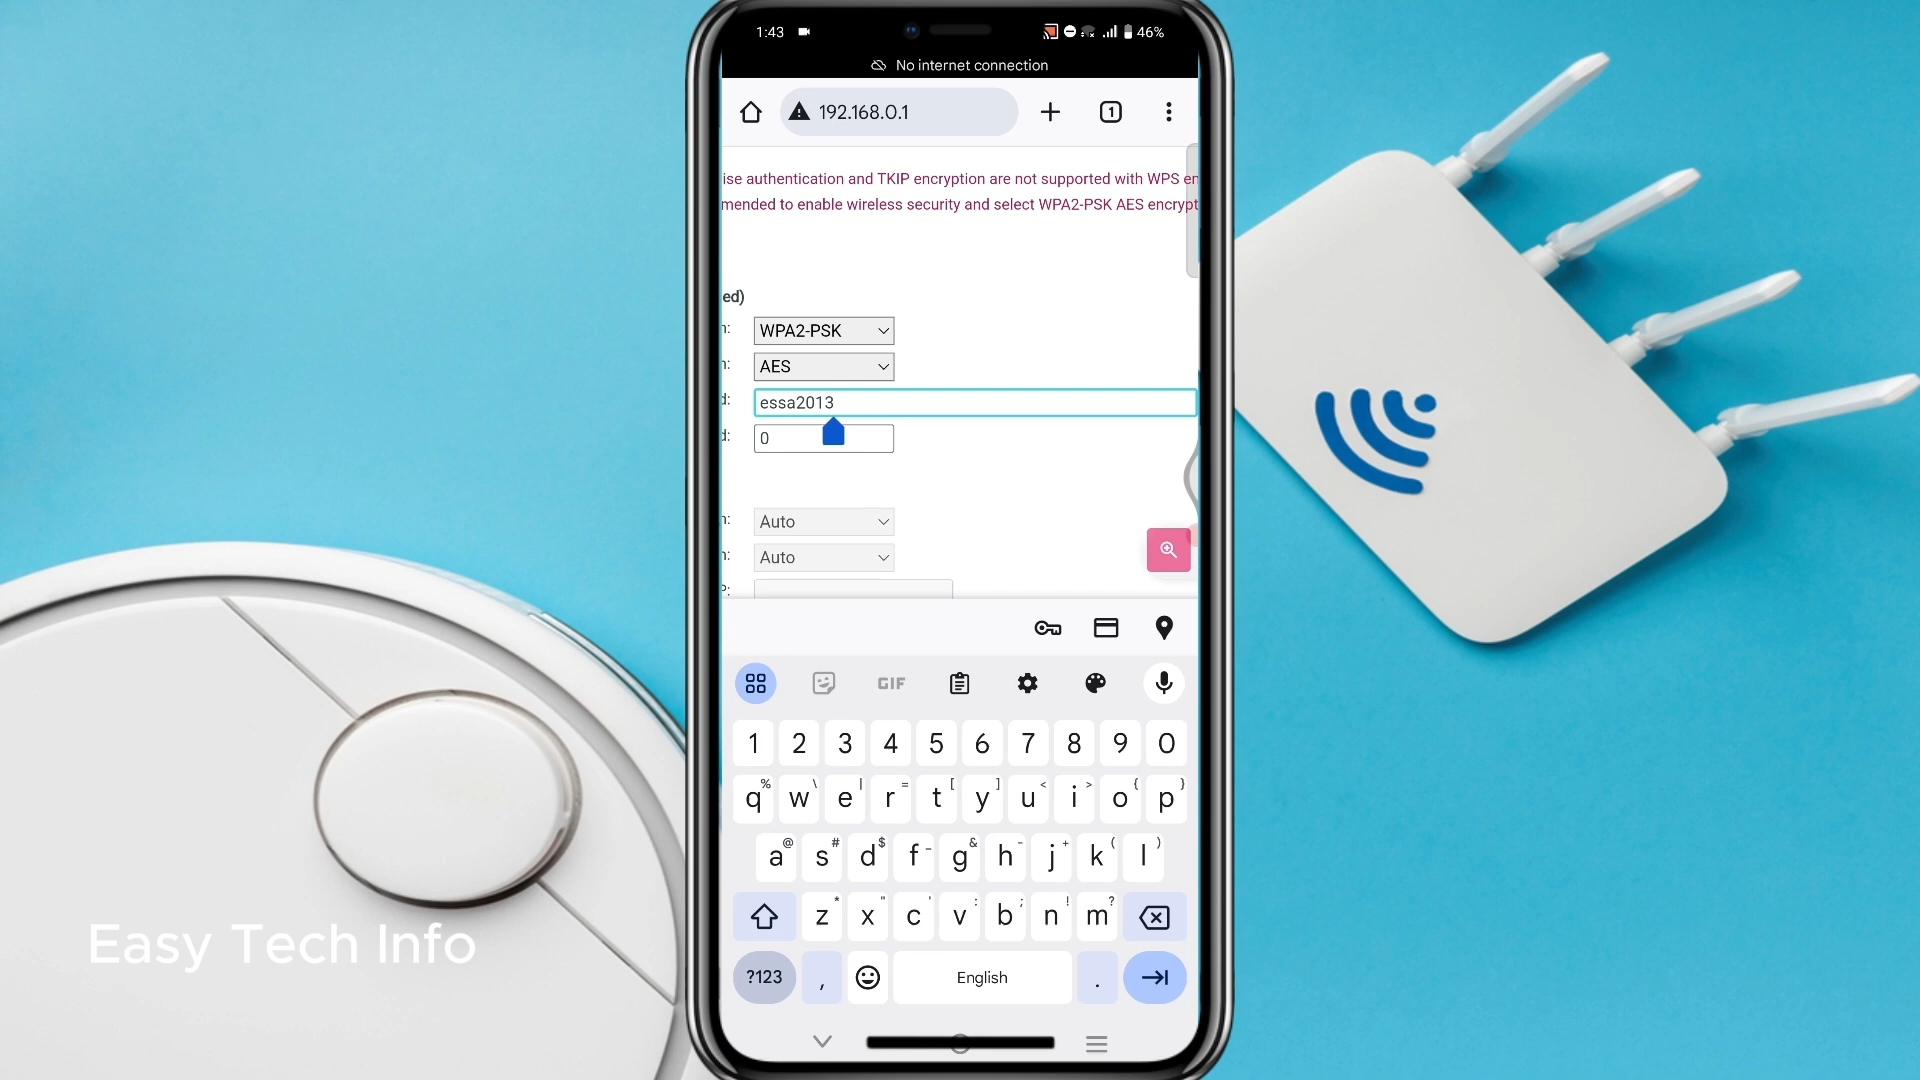 1:43
46%
No internet connection
192.168.0.1
1
ise authentication and TKIP encryption are not supported with WPS en
mended to enable wireless security and select WPA2-PSK AES encrypt
ed)
n:
WPA2-PSK
n:
AES
d:
essa2013
d:
0
n:
Auto
n:
Auto
P:
GIF
1 2 3 4 5 6 7 8 9 0
q% w\ e| r= t[ y] u< i> o{ p}
a@ s# d$ f_ g& h- j+ k( l)
z* x" c' v: b; n! m?
?123 , English .
Easy Tech Info